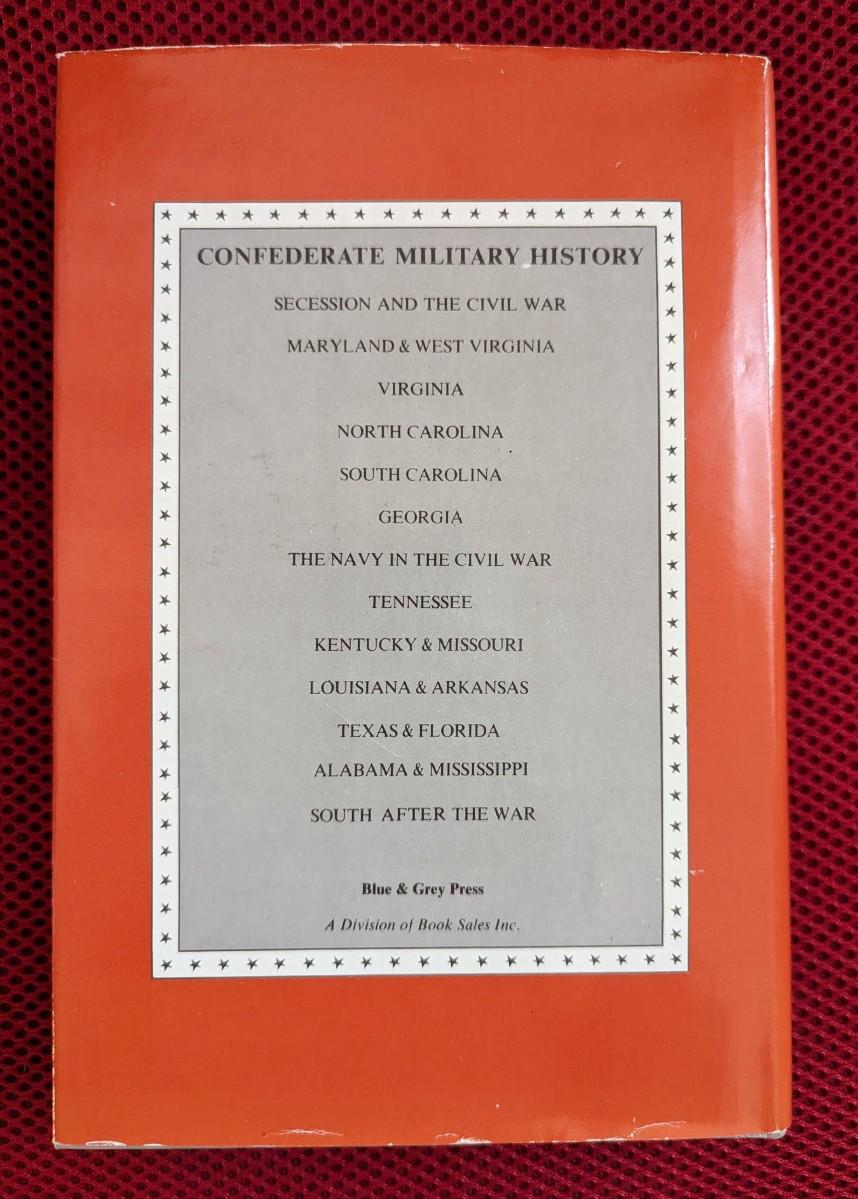 CONFEDERATE MILITARY HISTORY
SECESSION AND THE CIVIL WAR
MARYLAND & WEST VIRGINIA
VIRGINIA
NORTH CAROLINA
SOUTH CAROLINA
GEORGIA
THE NAVY IN THE CIVIL WAR
TENNESSEE
KENTUCKY & MISSOURI
LOUISIANA & ARKANSAS
TEXAS & FLORIDA
ALABAMA & MISSISSIPPI
SOUTH AFTER THE WAR
Blue & Grey Press
A Division of Book Sales Inc.